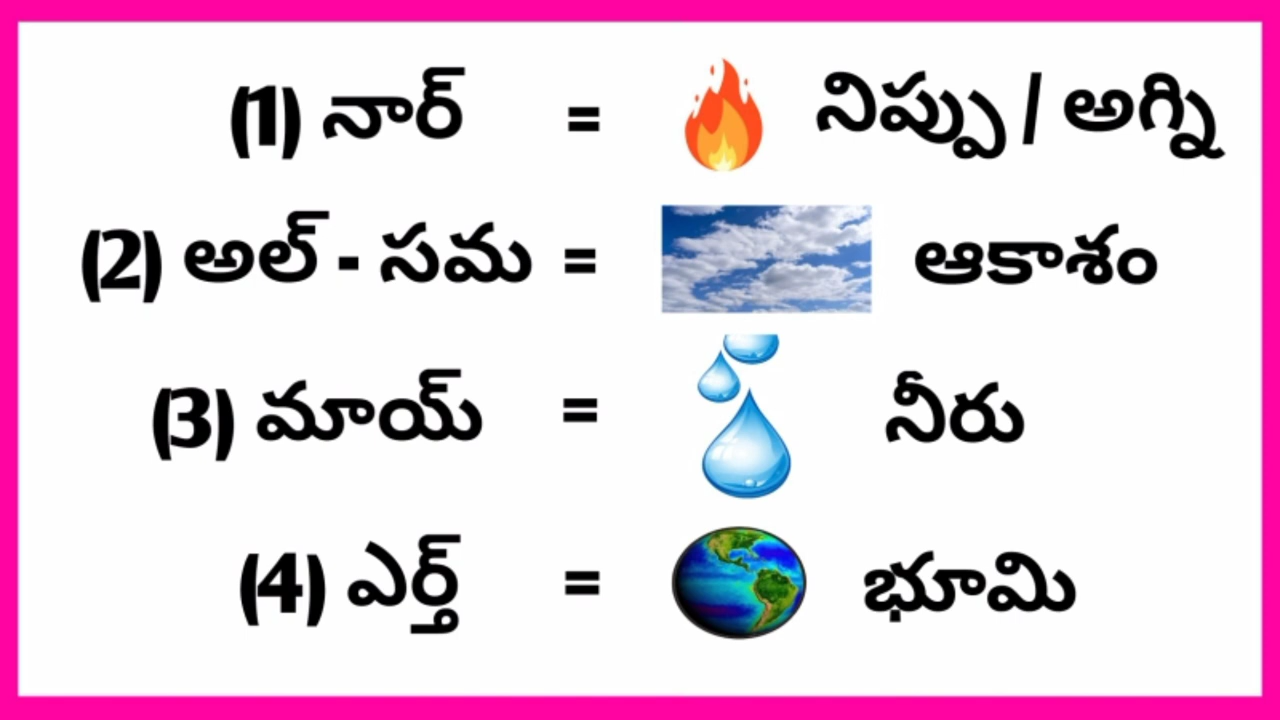 (1) నార్ = నిప్పు / అగ్ని
(2) అల్ - సమ = ఆకాశం
(3) మాయ్ = నీరు
(4) ఎర్త్ = భూమి